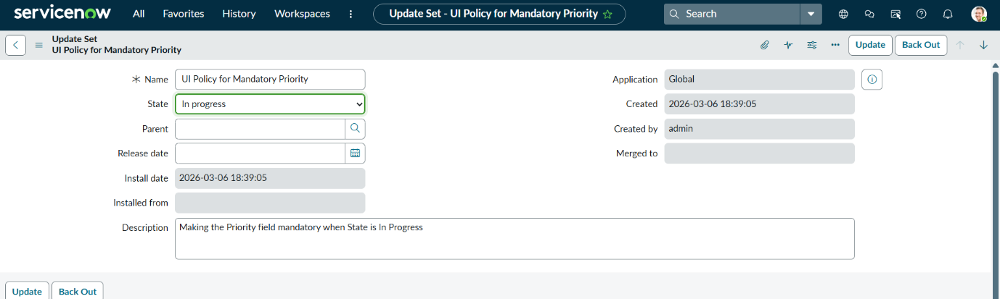 servicenow All Favorites History Workspaces Update Set - UI Policy for Mandatory Priority Search
Update Set
UI Policy for Mandatory Priority
Update Back Out
Name UI Policy for Mandatory Priority Application Global
State In progress Created 2026-03-06 18:39:05
Parent Created by admin
Release date Merged to
Install date 2026-03-06 18:39:05
Installed from
Description Making the Priority field mandatory when State is In Progress
Update Back Out